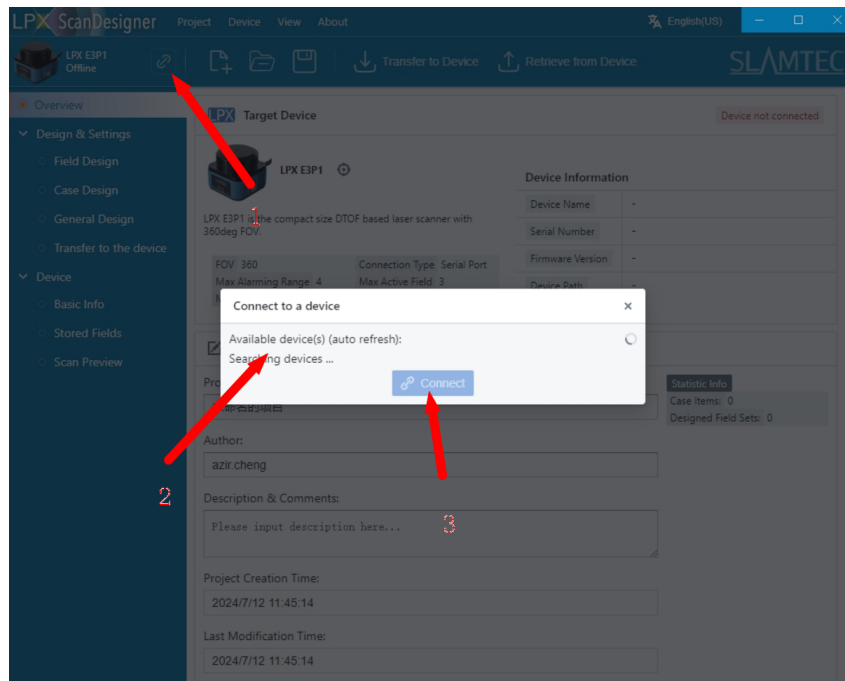 LPX ScanDesigner Project Device View About English(US)
LPX E3P1
Offline
Transfer to Device Retrieve from Device SLAMTEC
Overview
Design & Settings
Field Design
Case Design
General Design
Transfer to the device
Device
Basic Info
Stored Fields
Scan Preview
LPX Target Device Device not connected
LPX E3P1
LPX E3P1 is the compact size DTOF based laser scanner with
360deg FOV.
FOV 360 Connection Type Serial Port
Max Alarming Range 4 Max Active Field 3
Device Information
Device Name -
Serial Number -
Firmware Version -
Device Path -
1
Connect to a device ×
Available device(s) (auto refresh):
Searching devices ...
Connect
2
3
命名的项目
Statistic Info
Case Items: 0
Designed Field Sets: 0
Author:
azir.cheng
Description & Comments:
Please input description here...
Project Creation Time:
2024/7/12 11:45:14
Last Modification Time:
2024/7/12 11:45:14